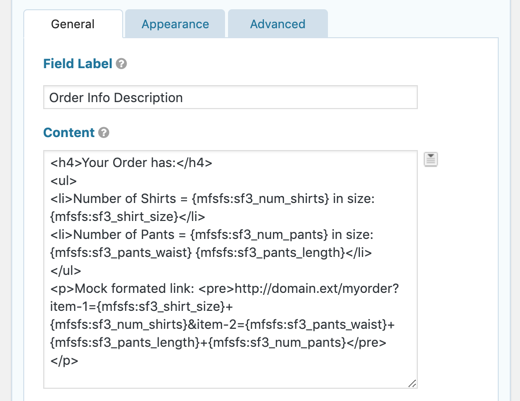 General
Appearance
Advanced
Field Label ?
Order Info Description
Content ?
<h4>Your Order has:</h4>
<ul>
<li>Number of Shirts = {mfsfs:sf3_num_shirts} in size:
{mfsfs:sf3_shirt_size}</li>
<li>Number of Pants = {mfsfs:sf3_num_pants} in size:
{mfsfs:sf3_pants_waist} {mfsfs:sf3_pants_length}</li>
</ul>
<p>Mock formated link: <pre>http://domain.ext/myorder?
item-1={mfsfs:sf3_shirt_size}+
{mfsfs:sf3_num_shirts}&item-2={mfsfs:sf3_pants_waist}+
{mfsfs:sf3_pants_length}+{mfsfs:sf3_num_pants}</pre>
</p>